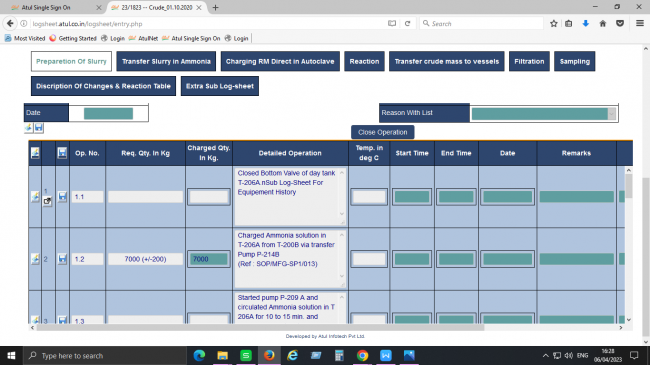 Atul Single Sign On
23/1823 -- Crude_01.10.2020
logsheet.atul.co.in/logsheet/entry.php
Search
Most Visited
Getting Started
Login
AtulNet
Atul Single Sign On
Login
Preparetion Of Slurry
Transfer Slurry in Ammonia
Charging RM Direct in Autoclave
Reaction
Transfer crude mass to vessels
Filtration
Sampling
Discription Of Changes & Reaction Table
Extra Sub Log-sheet
Date
Reason With List
Close Operation
Op. No.
Req. Qty. In Kg
Charged Qty. In Kg.
Detailed Operation
Temp. in deg C
Start Time
End Time
Date
Remarks
1
1.1
Closed Bottom Valve of day tank
T-206A.nSub Log-Sheet For
Equipement History
2
1.2
7000 (+/-200)
7000
Charged Ammonia solution in
T-206A from T-200B via transfer
Pump P-214B
(Ref : SOP/MFG-SP1/013)
3
1.3
Started pump P-209 A and
circulated Ammonia solution in T
206A for 10 to 15 min. and
Developed by Atul Infotech Pvt Ltd.
Type here to search
ENG
16:28
06/04/2023